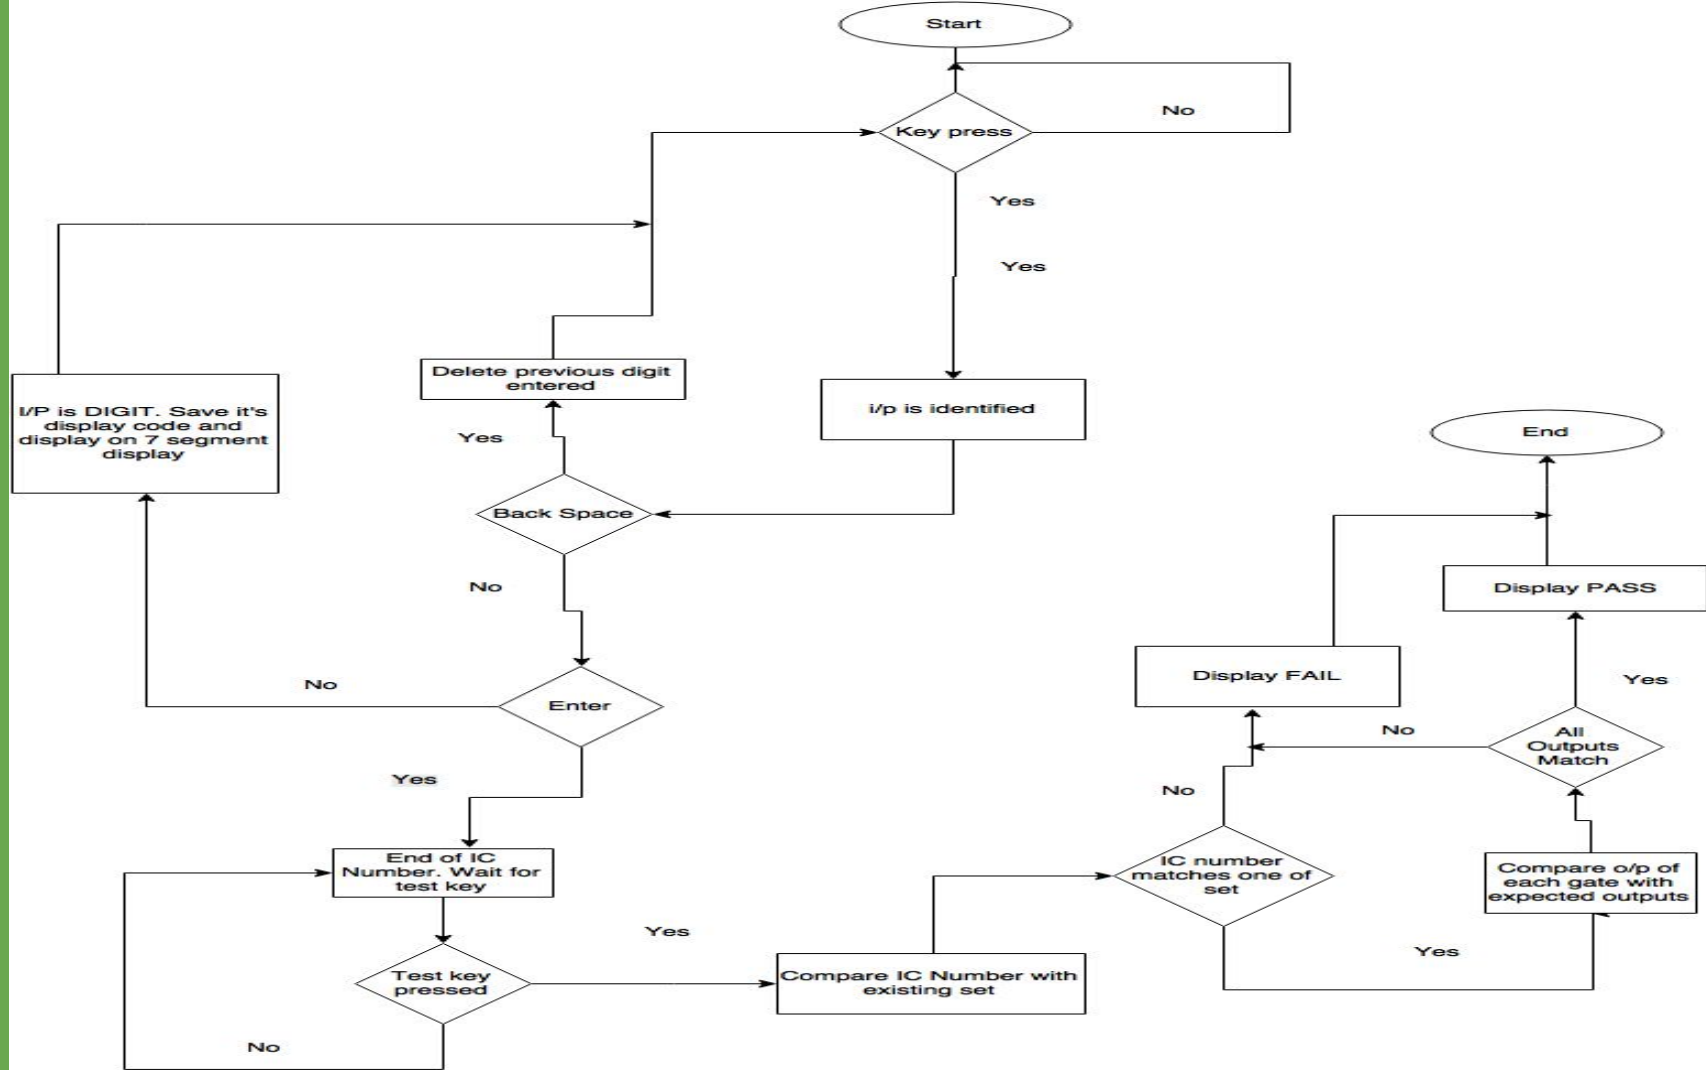 Start
No
Key press
Yes
Yes
Delete previous digit
entered
i/p is identified
I/P is DIGIT. Save it's
display code and
display on 7 segment
display
Yes
End
Back Space
No
Display PASS
Display FAIL
Yes
No
Enter
No
All
Outputs
Match
Yes
No
End of IC
Number. Wait for
test key
IC number
matches one of
set
Compare o/p of
each gate with
expected outputs
Yes
Yes
Test key
pressed
Compare IC Number with
existing set
No